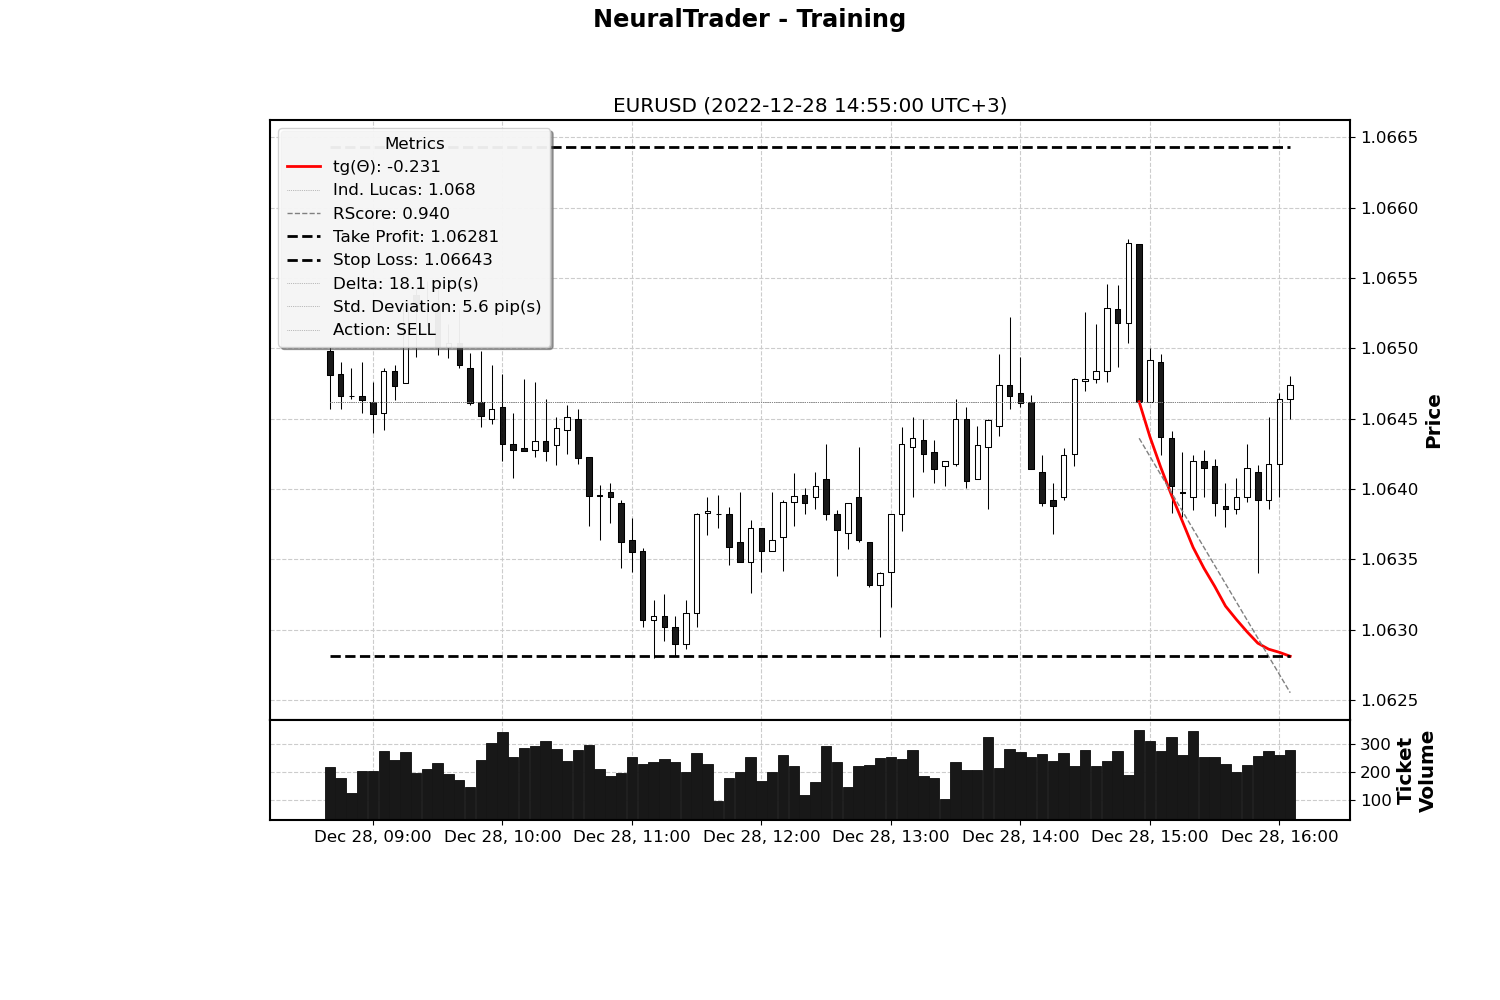 NeuralTrader - Training
EURUSD (2022-12-28 14:55:00 UTC+3)
Metrics
tg(Θ): -0.231
Ind. Lucas: 1.068
RScore: 0.940
Take Profit: 1.06281
Stop Loss: 1.06643
Delta: 18.1 pip(s)
Std. Deviation: 5.6 pip(s)
Action: SELL
1.0665
1.0660
1.0655
1.0650
1.0645
1.0640
1.0635
1.0630
1.0625
Price
300
200
100
Ticket
Volume
Dec 28, 09:00
Dec 28, 10:00
Dec 28, 11:00
Dec 28, 12:00
Dec 28, 13:00
Dec 28, 14:00
Dec 28, 15:00
Dec 28, 16:00